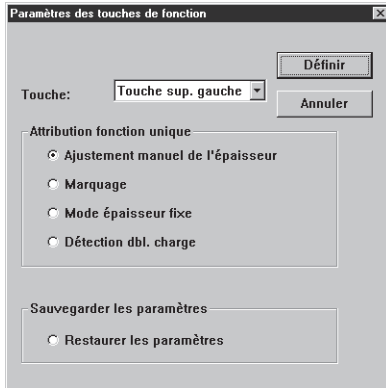 Paramètres des touches de fonction
Définir
Touche: Touche sup. gauche
Annuler
Attribution fonction unique
Ajustement manuel de l'épaisseur
Marquage
Mode épaisseur fixe
Détection dbl. charge
Sauvegarder les paramètres
Restaurer les paramètres